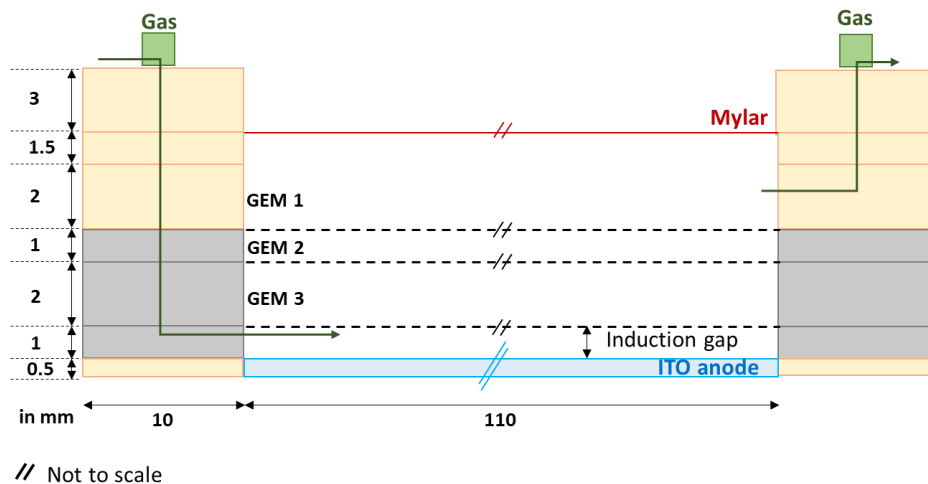 Gas
Gas
3
Mylar
1.5
2
GEM 1
1
GEM 2
2
GEM 3
1
Induction gap
0.5
ITO anode
in mm
10
110
Not to scale